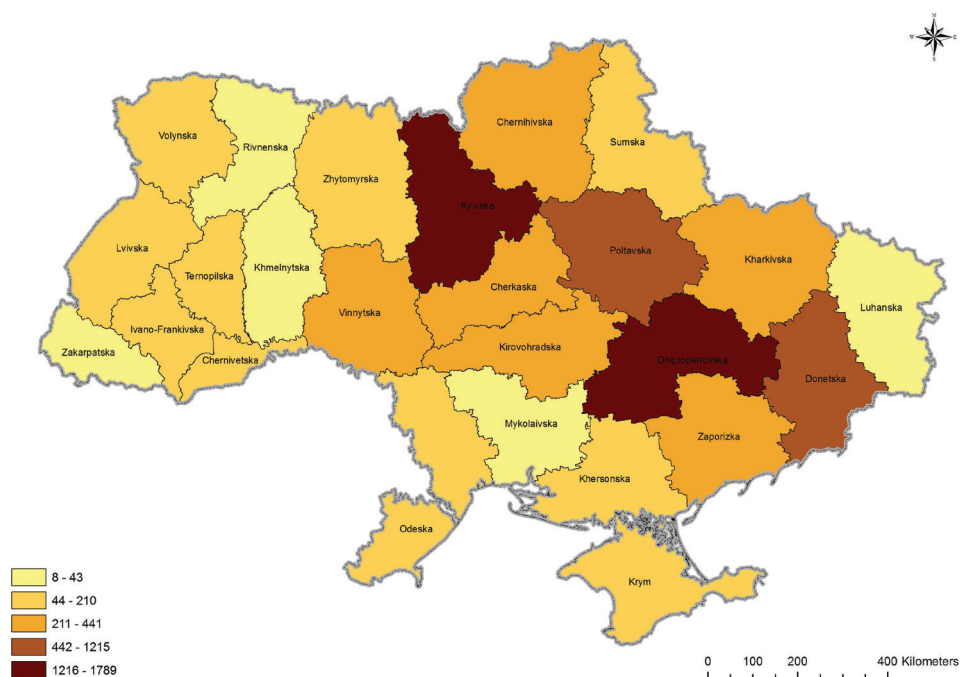 N
W E
S
Chernihivska
Volynska
Rivnenska
Sumska
Zhytomyrska
Kyivska
Lvivska
Ternopilska
Khmelnytska
Poltavska
Kharkivska
Cherkaska
Luhanska
Vinnytska
Ivano-Frankivska
Kirovohradska
Zakarpatska
Chernivetska
Dnipropetrovska
Donetska
Mykolaivska
Zaporizka
Khersonska
Odeska
Krym
8 - 43
44 - 210
211 - 441
442 - 1215
1216 - 1789
0 100 200 400 Kilometers